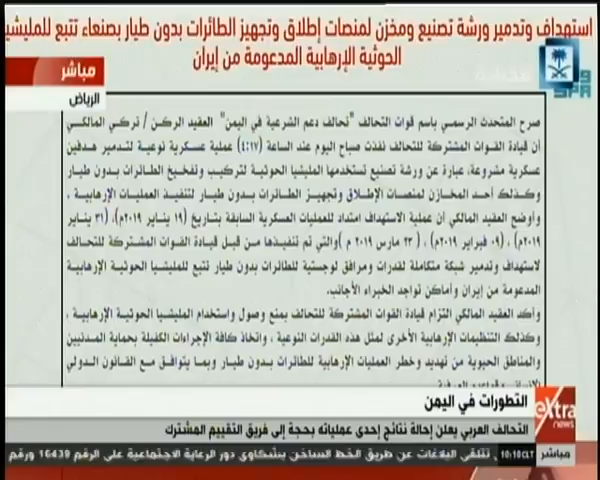 استهداف وتدمير ورشة تصنيع ومخزن لمنصات إطلاق وتجهيز الطائرات بدون طيار بصنعاء تتبع للمليشيا
الحوثية الإرهابية المدعومة من إيران
مباشر
الرياض
SPA
صرح المتحدث الرسمي باسم قوات التحالف "تحالف دعم الشرعية في اليمن" العقيد الركن / تركي المالكي
أن قيادة القوات المشتركة للتحالف نفذت صباح اليوم عند الساعة (٤:١٧) عملية عسكرية نوعية لتدمير هدفين
عسكرية مشروعة، عبارة عن ورشة تصنيع تستخدمها المليشيا الحوثية لتركيب وتفخيخ الطائرات بدون طيار
وكذلك أحد المخازن لمنصات الإطلاق وتجهيز الطائرات بدون طيار لتنفيذ العمليات الإرهابية .
وأوضح العقيد المالكي أن عملية الاستهداف امتداد للعمليات العسكرية السابقة بتاريخ (١٩ يناير ٢٠١٩م)، (٣١ يناير
٢٠١٩م) ، (٠٩ فبراير ٢٠١٩م) ، ( ٢٣ مارس ٢٠١٩ م )والتي تم تنفيذها من قبل قيادة القوات المشتركة للتحالف
لاستهداف وتدمير شبكة متكاملة لقدرات ومرافق لوجستية للطائرات بدون طيار تتبع للمليشيا الحوثية الإرهابية
المدعومة من إيران وأماكن تواجد الخبراء الأجانب.
وأكد العقيد المالكي التزام قيادة القوات المشتركة للتحالف بمنع وصول واستخدام المليشيا الحوثية الإرهابية ،
وكذلك التنظيمات الإرهابية الأخرى لمثل هذه القدرات النوعية ، واتخاذ كافة الإجراءات الكفيلة بحماية المدنيين
والمناطق الحيوية من تهديد وخطر العمليات الإرهابية للطائرات بدون طيار وبما يتوافق مع القانون الدولي
التطورات في اليمن
التحالف العربي يعلن إحالة نتائج إحدى عملياته بحجة إلى فريق التقييم المشترك
extra
news
مباشر
10:10 CLT
تتلقى البلاغات عن طريق الخط الساخن بشكاوى دور الرعاية الاجتماعية على الرقم 16439 و رقم